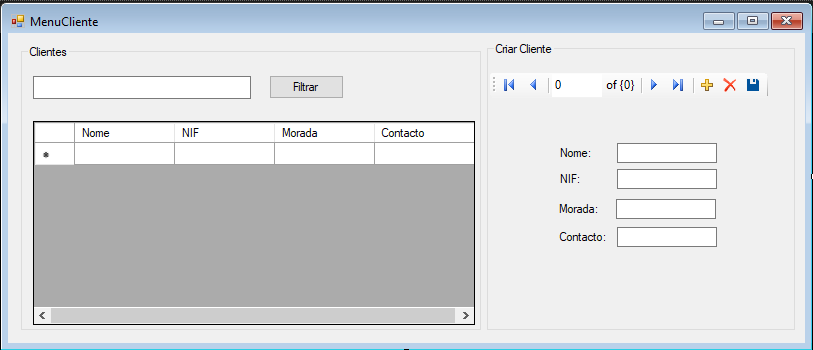 MenuCliente
Clientes
Filtrar
Nome NIF Morada Contacto
Criar Cliente
0 of {0}
Nome:
NIF:
Morada:
Contacto: